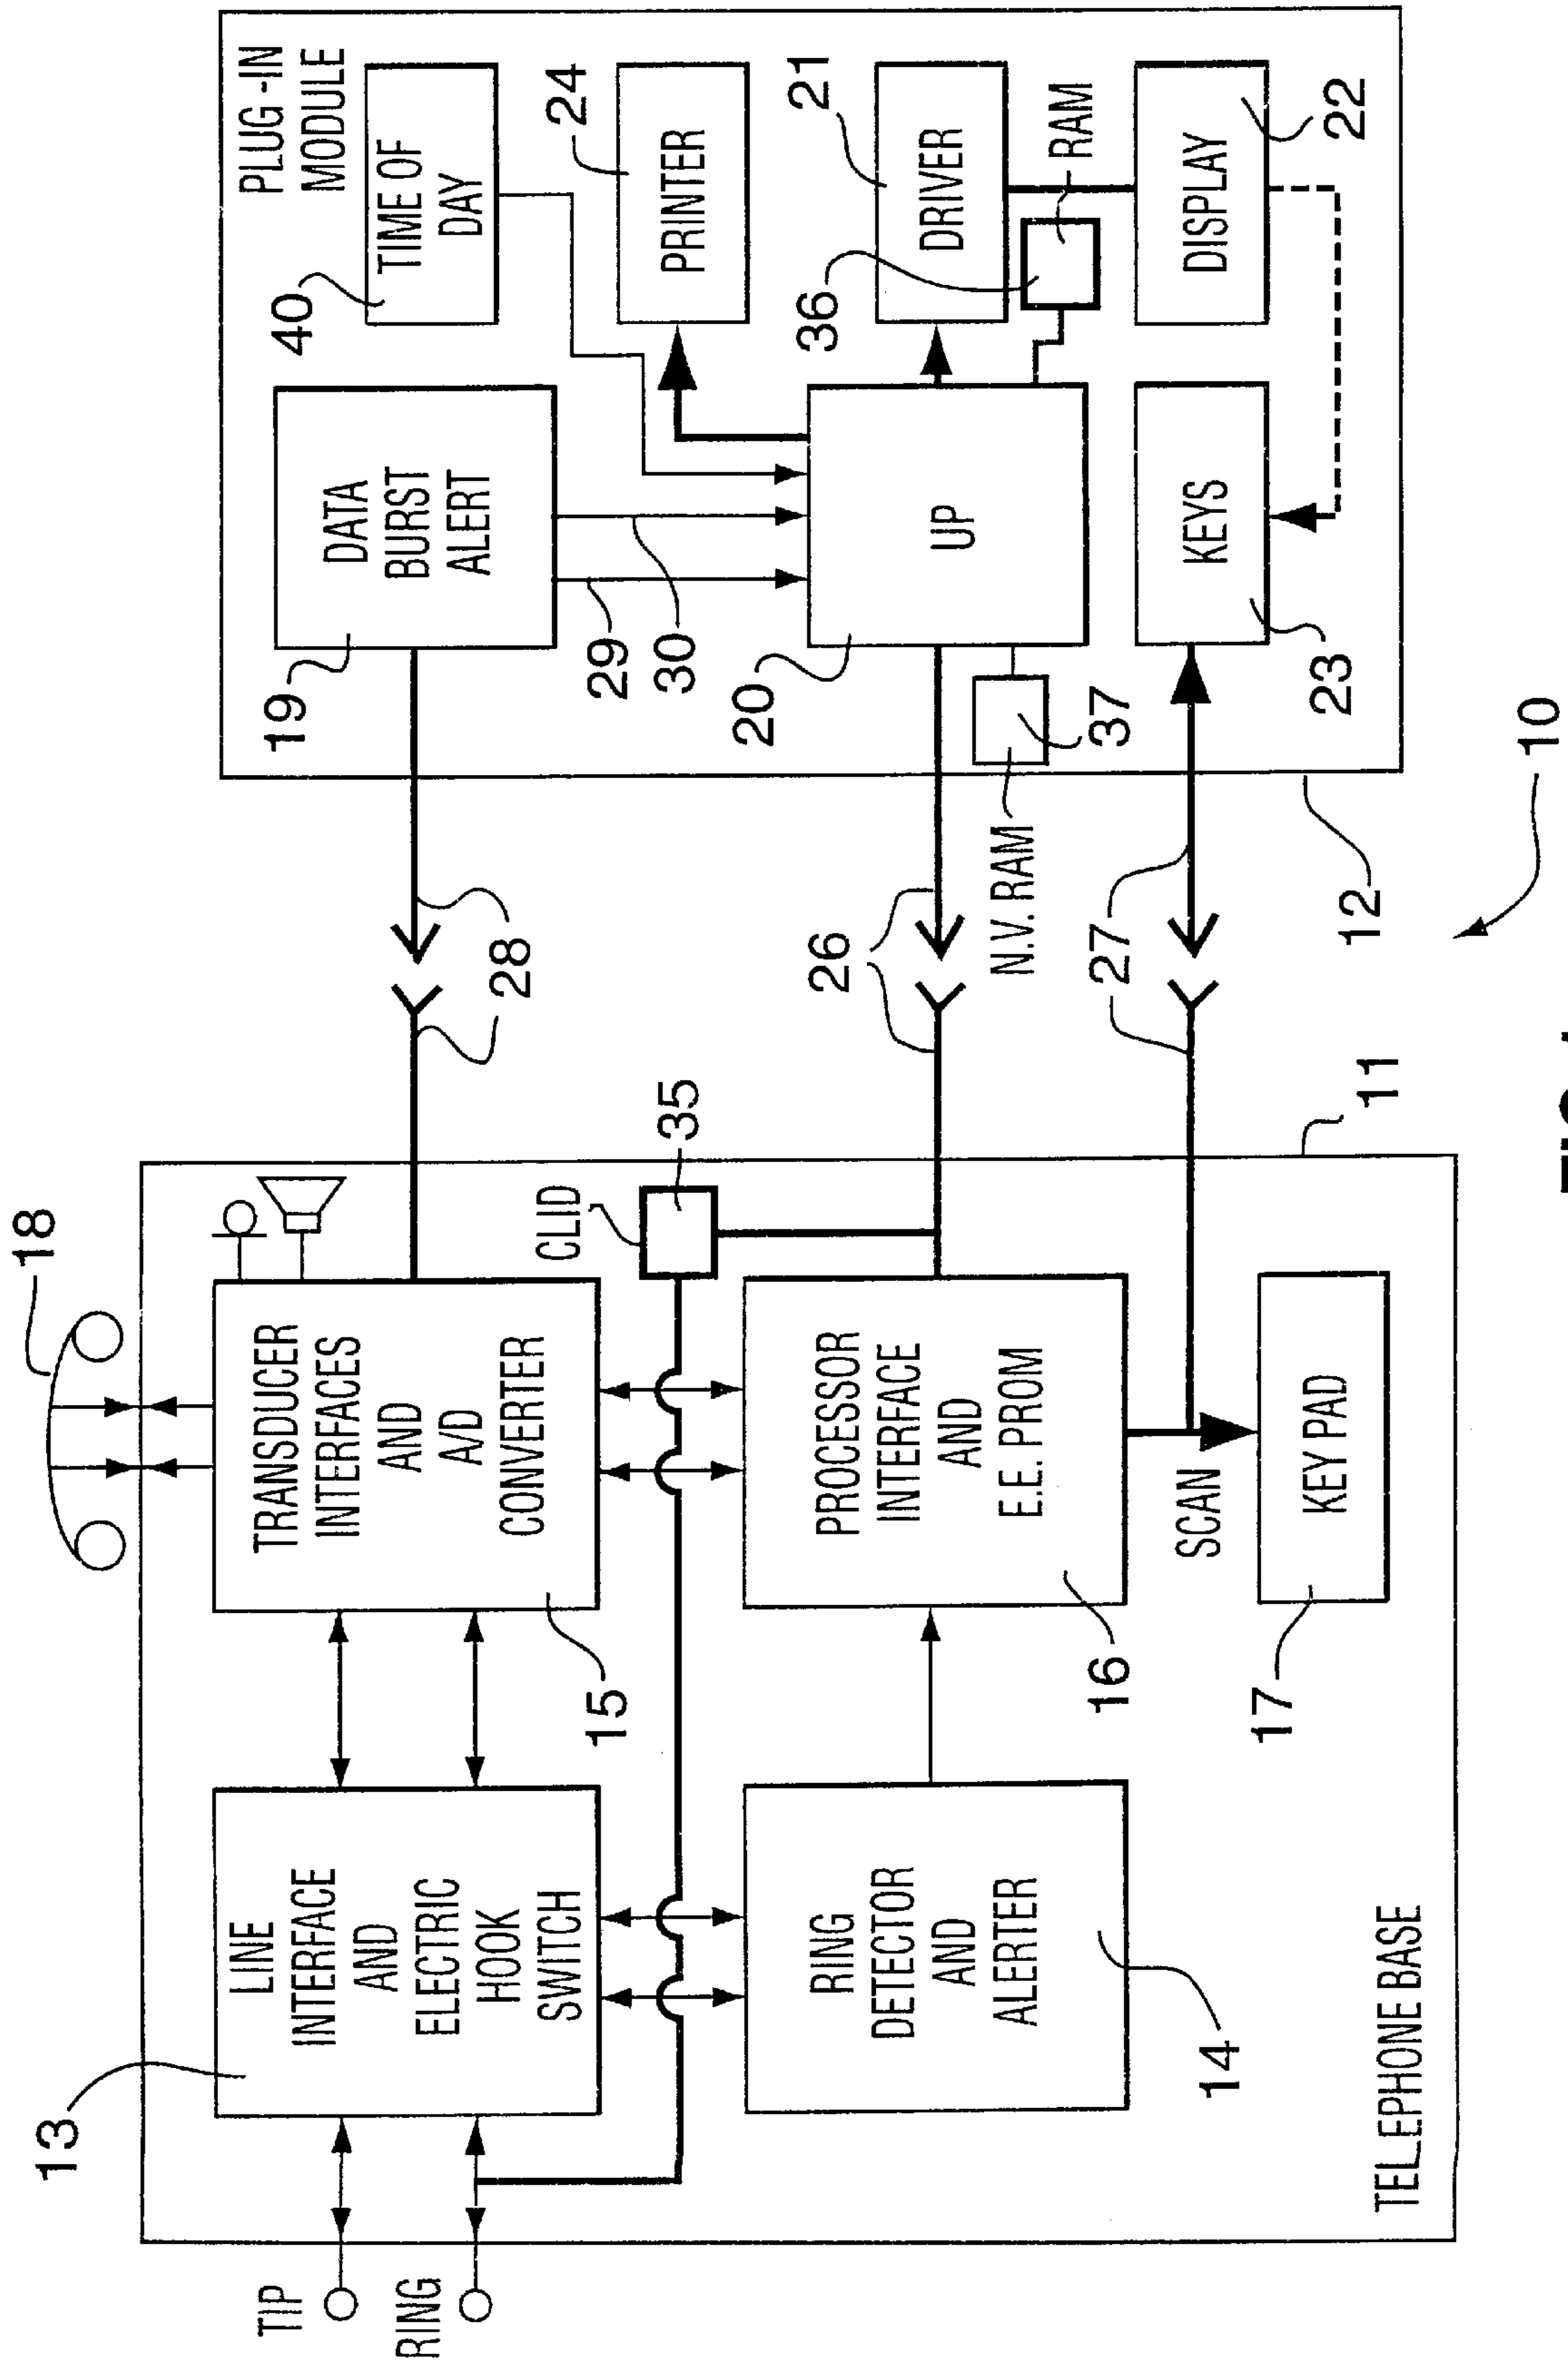 18
13
TIP
RING
LINE
INTERFACE
AND
ELECTRIC
HOOK
SWITCH
TRANSDUCER
INTERFACES
AND
A/D
CONVERTER
15
CLID
35
RING
DETECTOR
AND
ALERTER
14
PROCESSOR
INTERFACE
AND
E.E. PROM
16
SCAN
KEY PAD
17
TELEPHONE BASE
11
28
26
27
N.V. RAM
37
PLUG-IN
MODULE
19
DATA
BURST
ALERT
29
30
40
TIME OF
DAY
24
PRINTER
20
UP
21
DRIVER
36
RAM
KEYS
23
DISPLAY
22
12
10